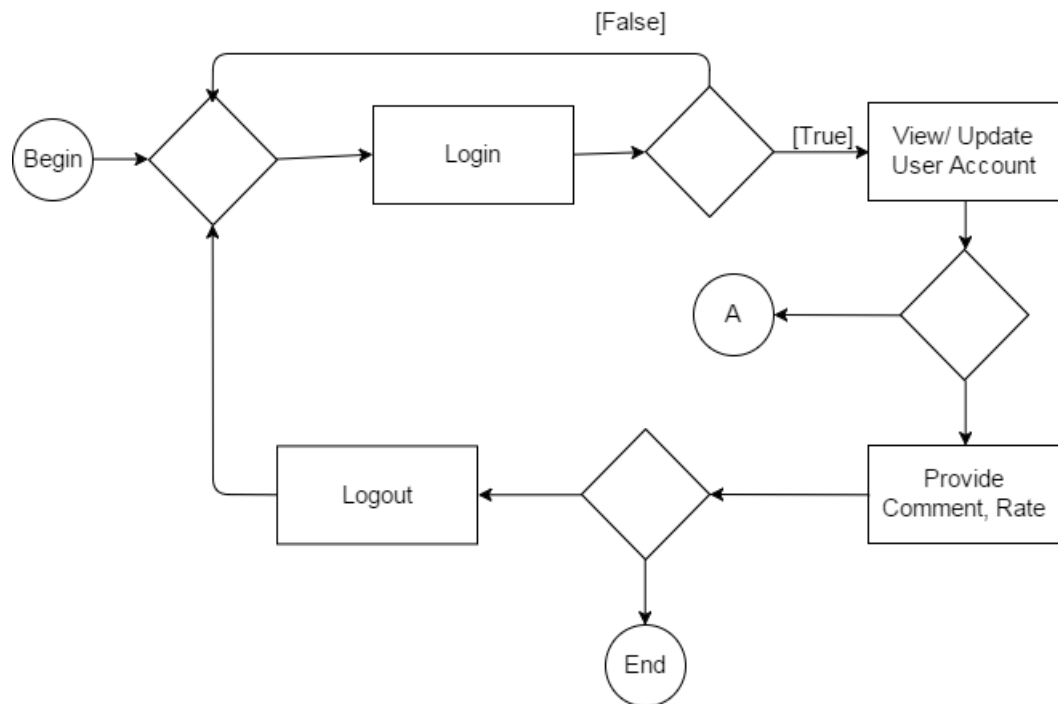 [False]
Begin
Login
[True]
View/ Update
User Account
A
Provide
Comment, Rate
Logout
End